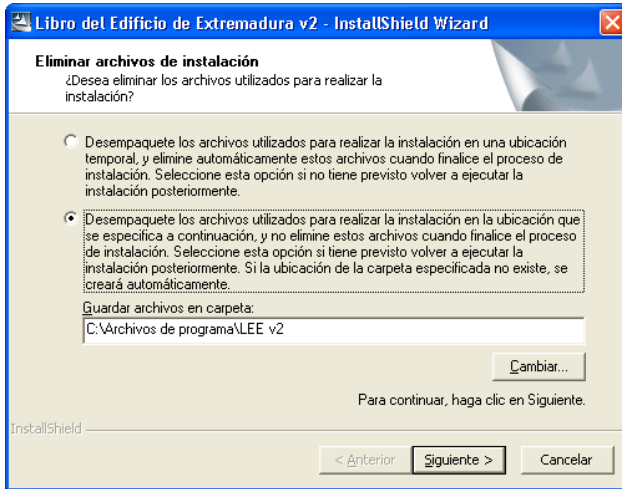 Libro del Edificio de Extremadura v2 - InstallShield Wizard
Eliminar archivos de instalación
¿Desea eliminar los archivos utilizados para realizar la
instalación?
Desempaquete los archivos utilizados para realizar la instalación en una ubicación
temporal, y elimine automáticamente estos archivos cuando finalice el proceso de
instalación. Seleccione esta opción si no tiene previsto volver a ejecutar la
instalación posteriormente.
Desempaquete los archivos utilizados para realizar la instalación en la ubicación que
se especifica a continuación, y no elimine estos archivos cuando finalice el proceso
de instalación. Seleccione esta opción si tiene previsto volver a ejecutar la
instalación posteriormente. Si la ubicación de la carpeta especificada no existe, se
creará automáticamente.
Guardar archivos en carpeta:
C:\Archivos de programa\LEE v2
Cambiar...
Para continuar, haga clic en Siguiente.
InstallShield
< Anterior Siguiente > Cancelar